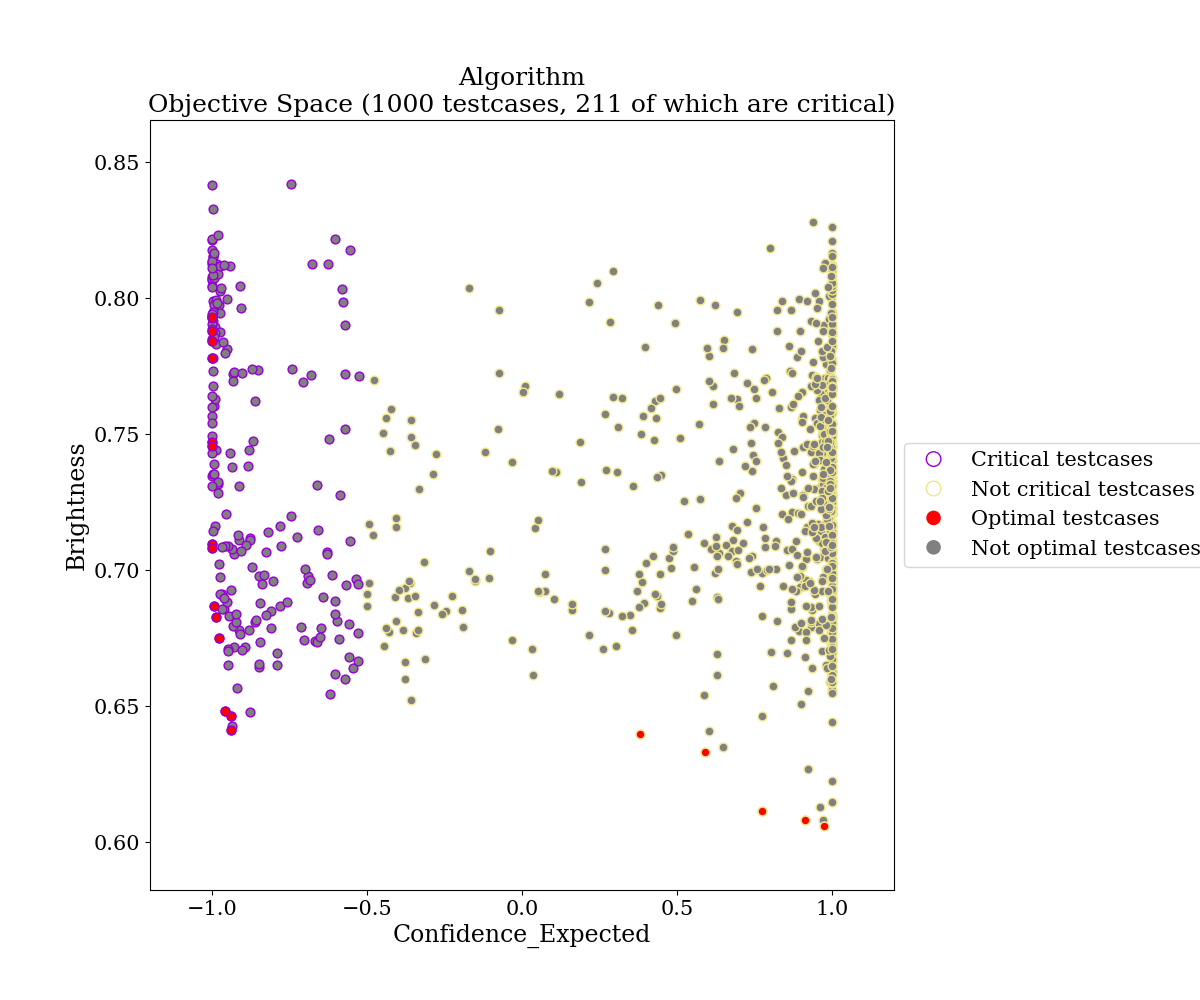 Algorithm
Objective Space (1000 testcases, 211 of which are critical)
0.85
0.80
0.75
0.70
0.65
0.60
Brightness
−1.0
−0.5
0.0
0.5
1.0
Confidence_Expected
Critical testcases
Not critical testcases
Optimal testcases
Not optimal testcases